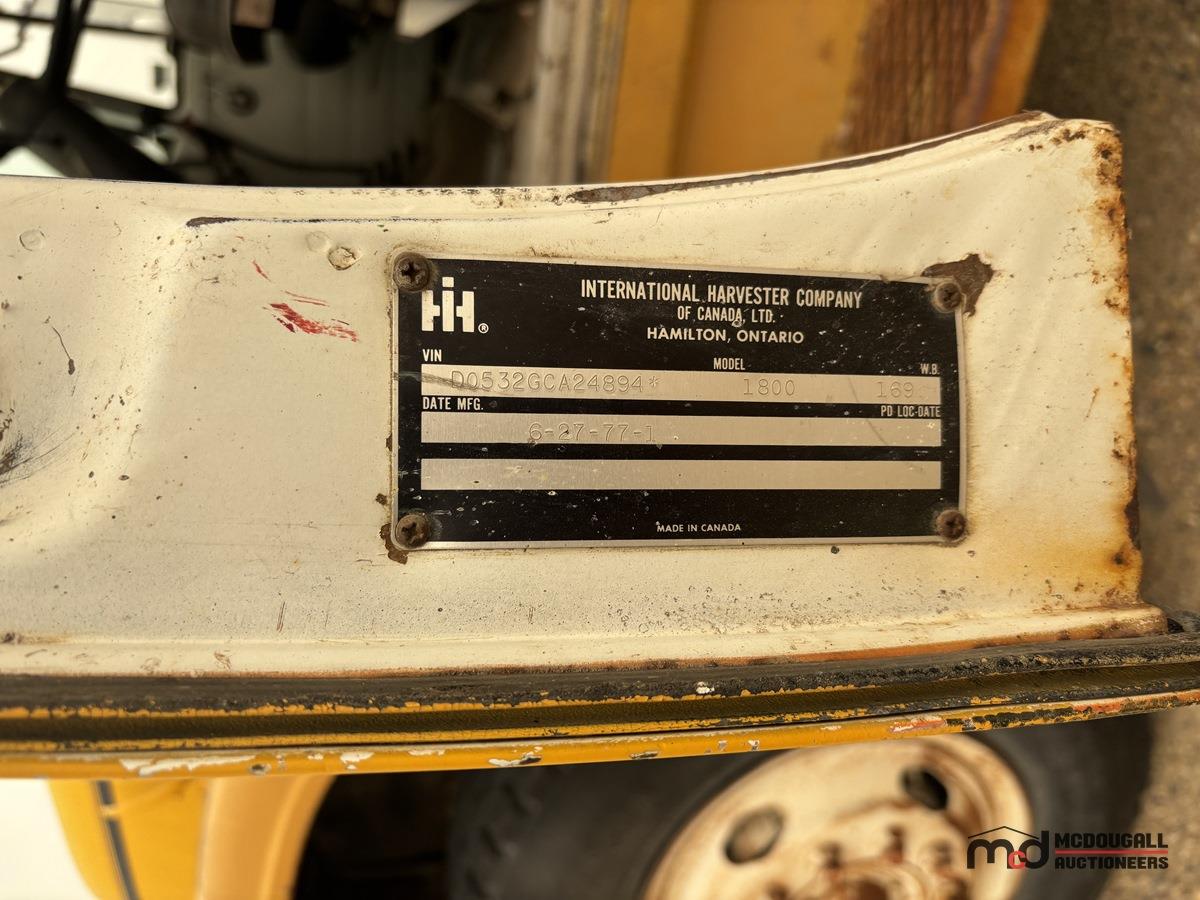 IH®
INTERNATIONAL HARVESTER COMPANY
OF CANADA, LTD.
HAMILTON, ONTARIO
VIN MODEL W.B.
D0532GCA24894* 1800 169
DATE MFG. PD LOC-DATE
6-27-77-1
MADE IN CANADA
mcd MCDOUGALL
AUCTIONEERS